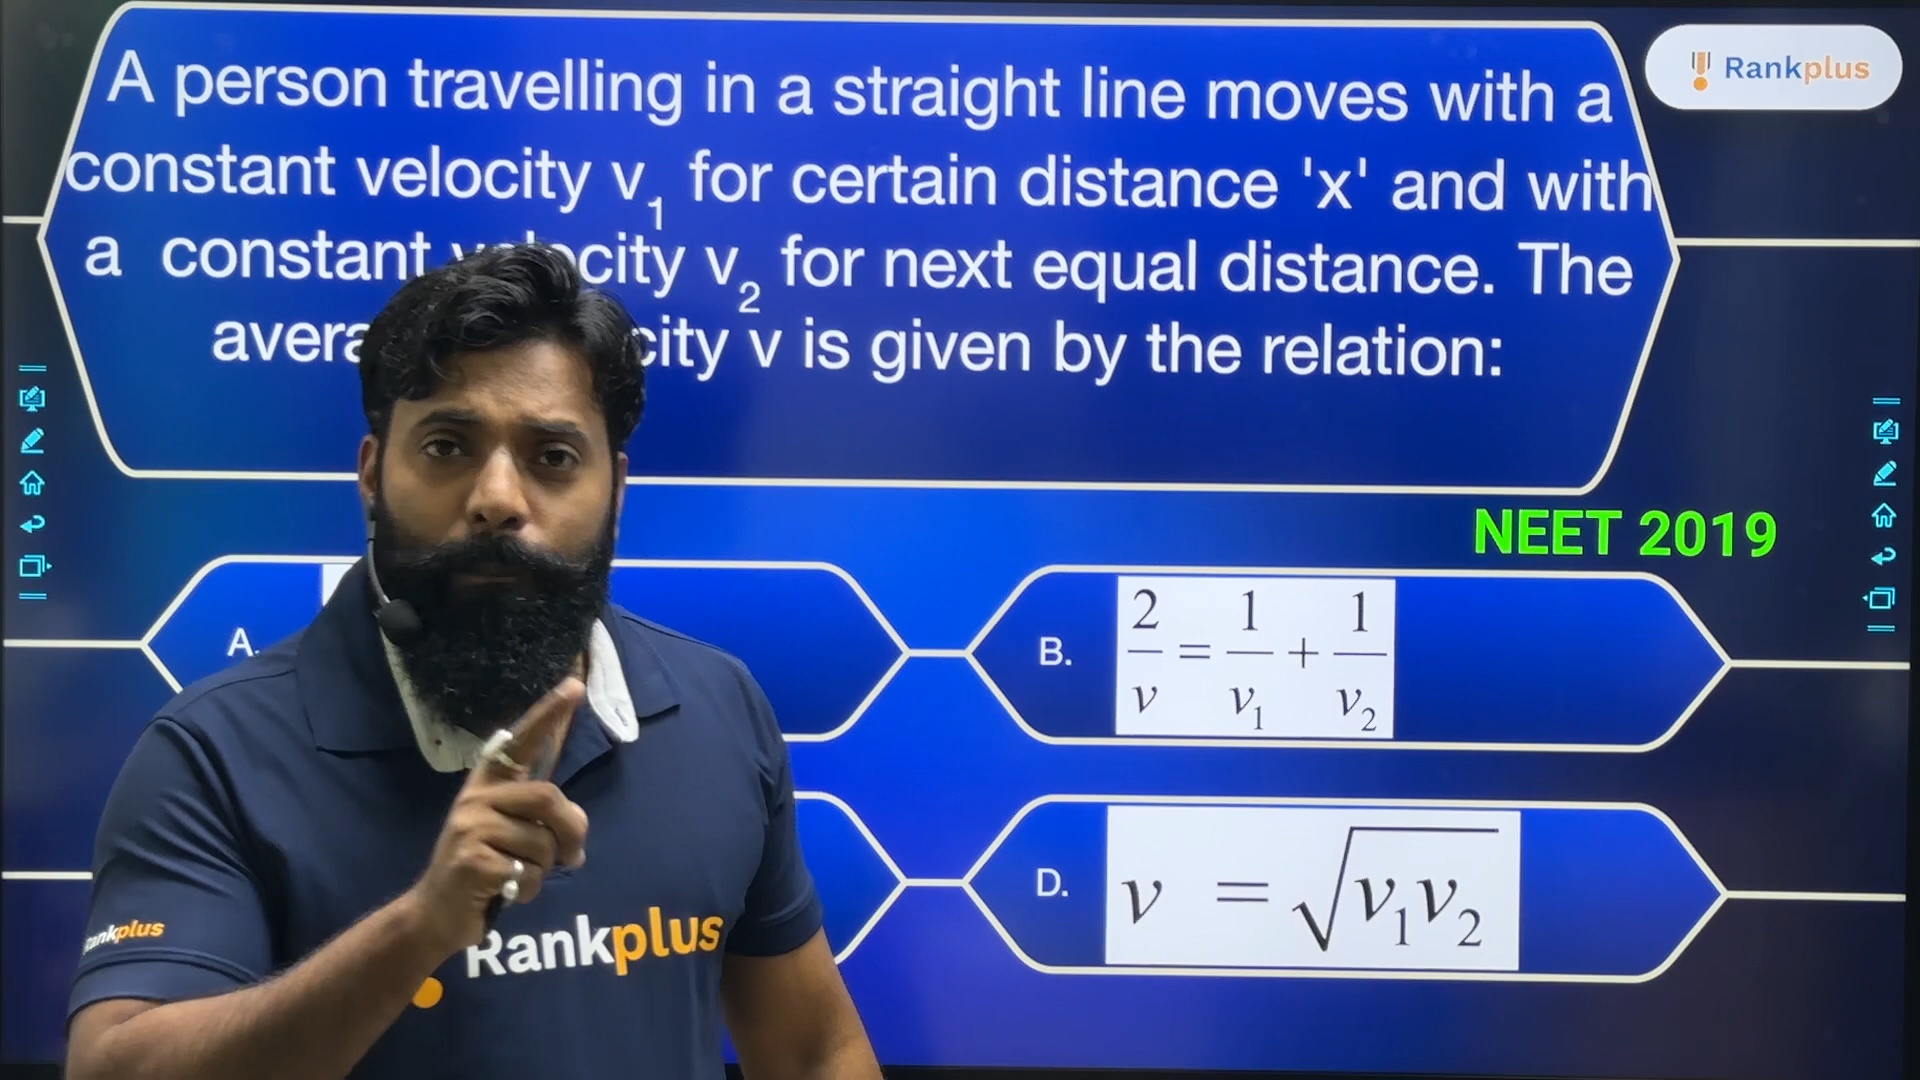 A person travelling in a straight line moves with a
constant velocity v₁ for certain distance 'x' and with
a constant city v₂ for next equal distance. The
city v is given by the relation:
Rankplus
NEET 2019
A.
B. 2/v = 1/v₁ + 1/v₂
D. v = √v₁v₂
Rankplus
Rankplus